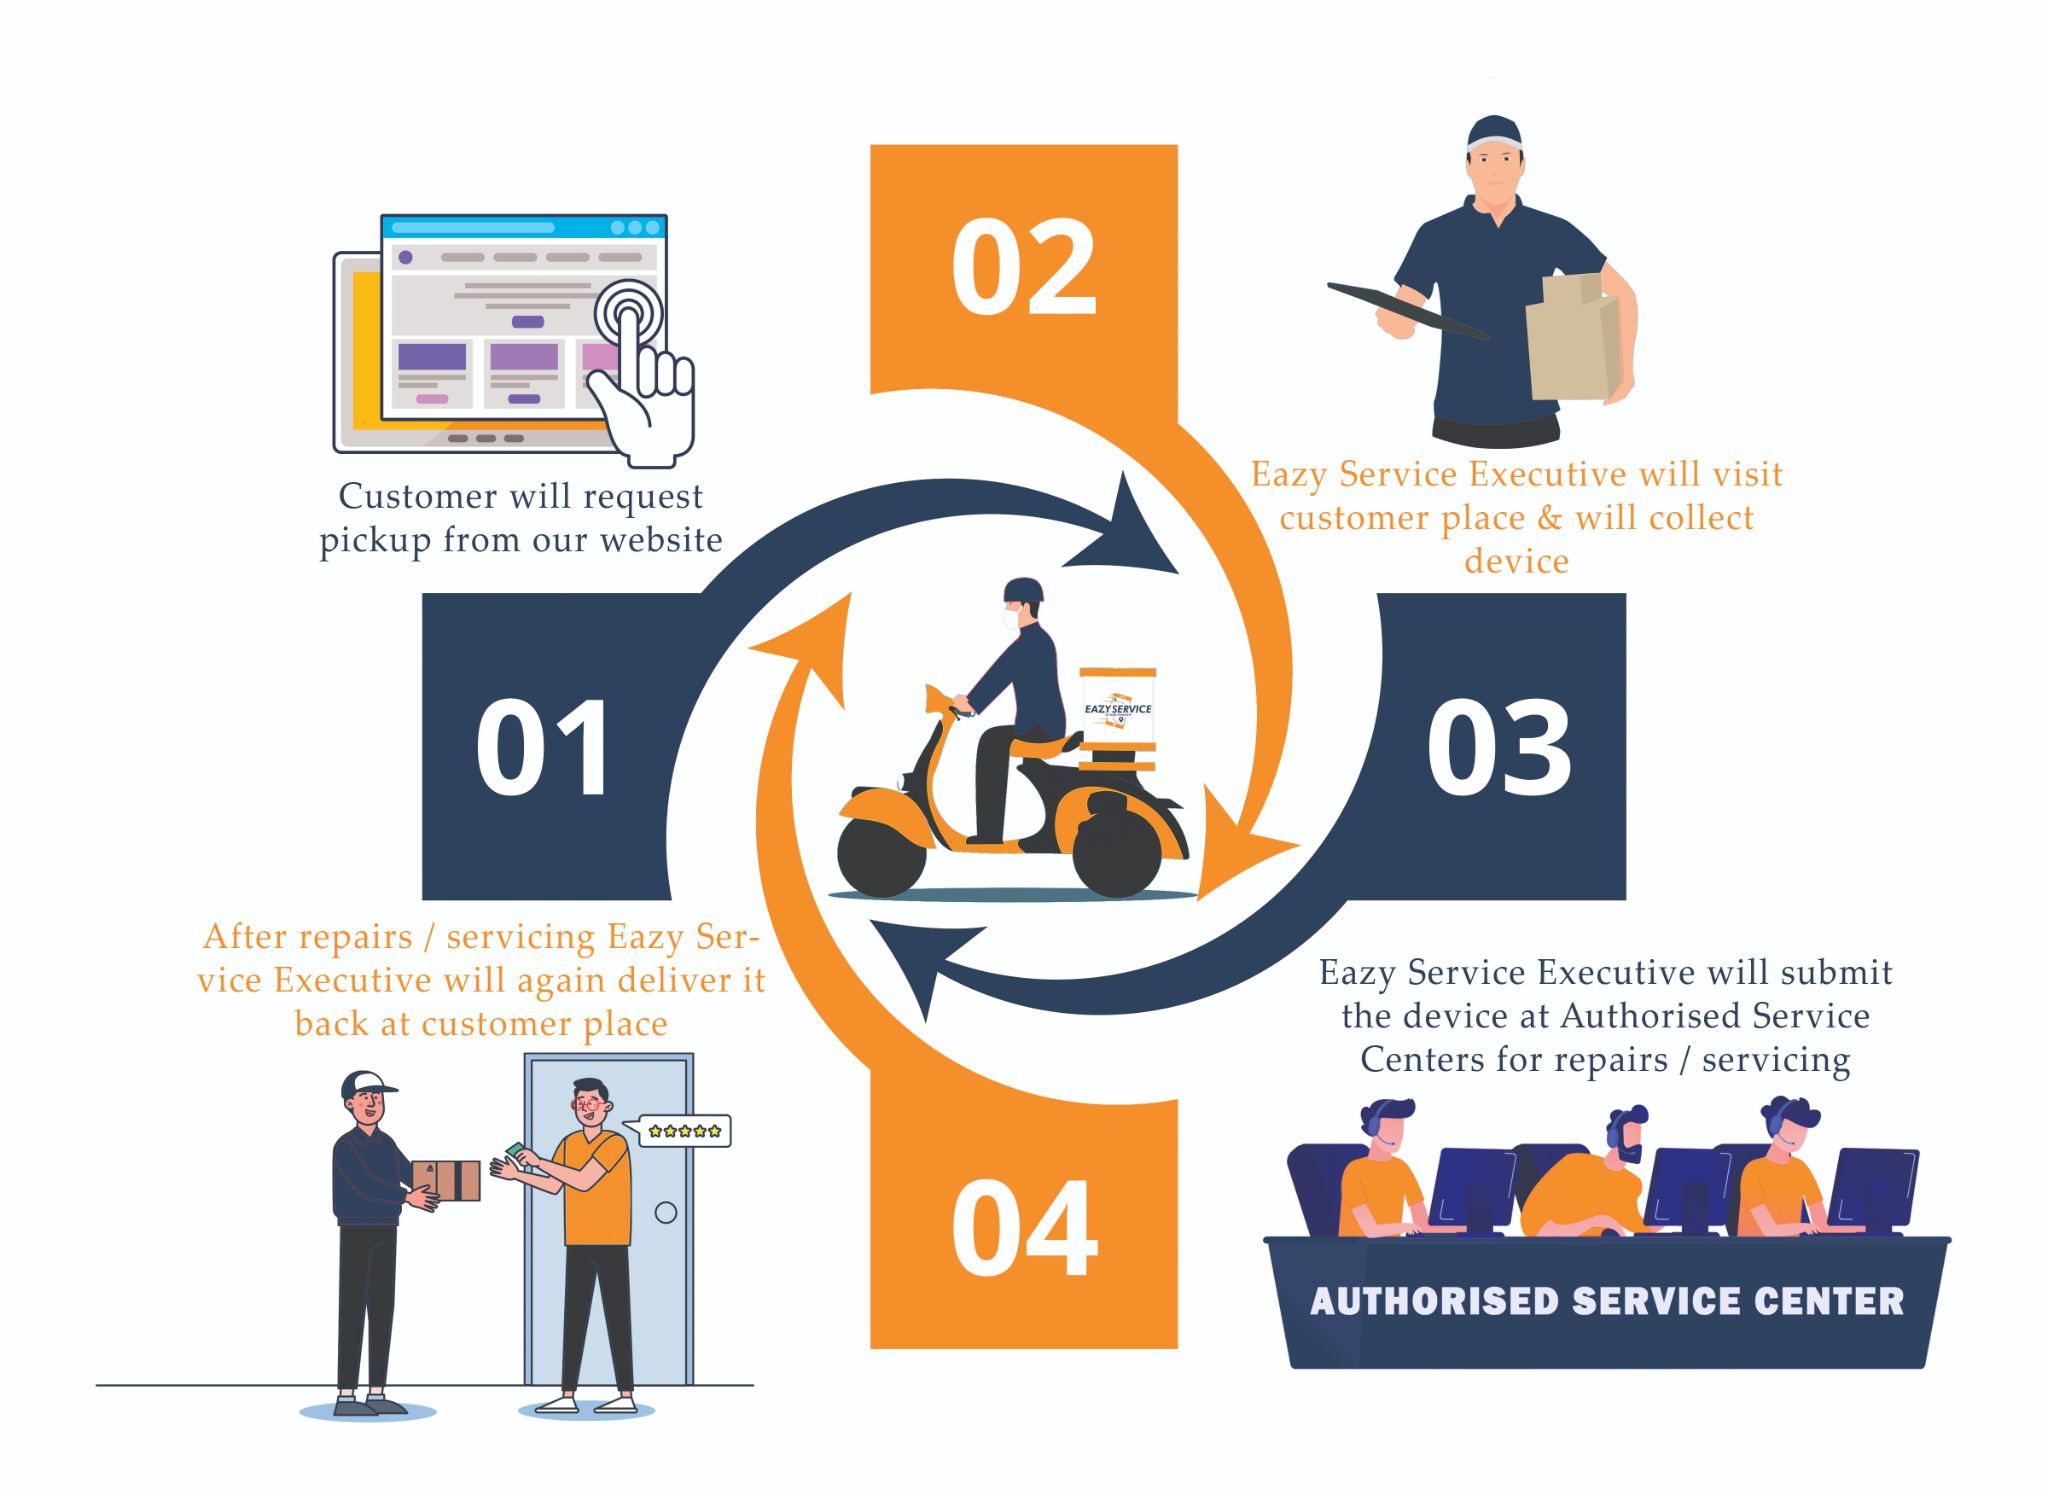 02
Customer will request
pickup from our website
Eazy Service Executive will visit
customer place & will collect
device
01
EAZY SERVICE
03
After repairs / servicing Eazy Ser-
vice Executive will again deliver it
back at customer place
Eazy Service Executive will submit
the device at Authorised Service
Centers for repairs / servicing
04
AUTHORISED SERVICE CENTER